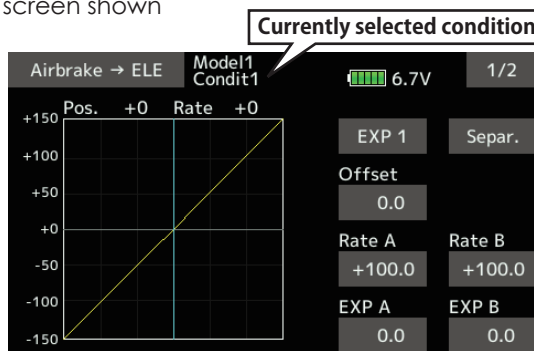 screen shown
Currently selected condition
Airbrake → ELE
Model1
Condit1
6.7V
1/2
Pos. +0 Rate +0
+150
+100
+50
+0
-50
-100
-150
EXP 1
Separ.
Offset
0.0
Rate A Rate B
+100.0 +100.0
EXP A EXP B
0.0 0.0